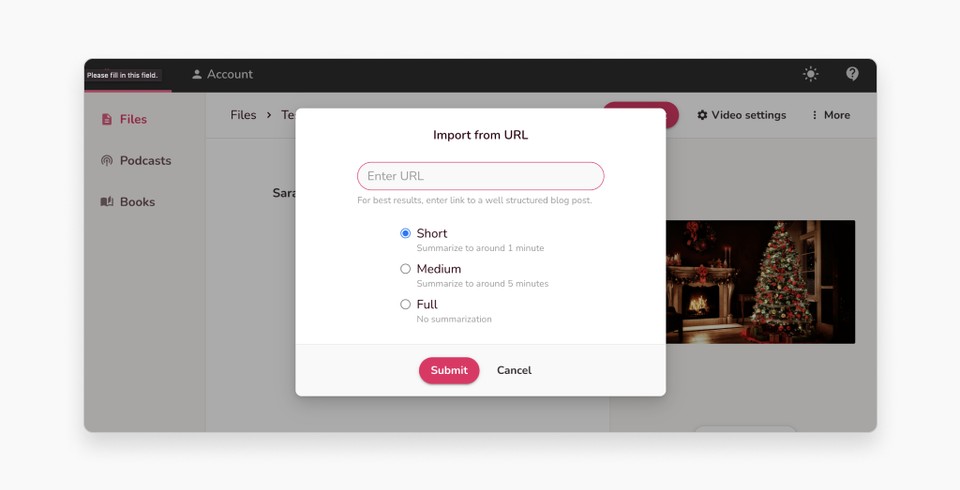 Please fill in this field.
Account
Files
Podcasts
Books
Files > Te
Video settings
More
Sara
Import from URL
Enter URL
For best results, enter link to a well structured blog post.
Short
Summarize to around 1 minute
Medium
Summarize to around 5 minutes
Full
No summarization
Submit
Cancel